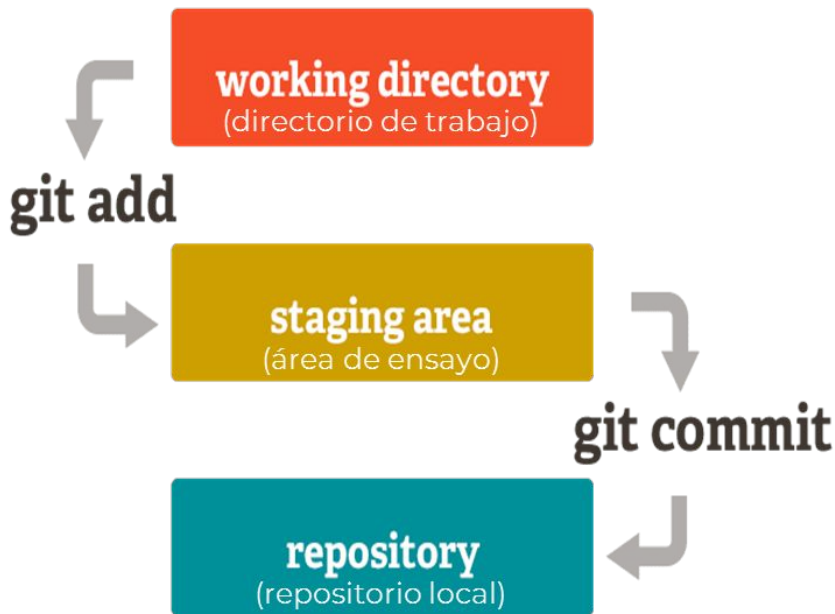 working directory
(directorio de trabajo)
git add
staging area
(área de ensayo)
git commit
repository
(repositorio local)